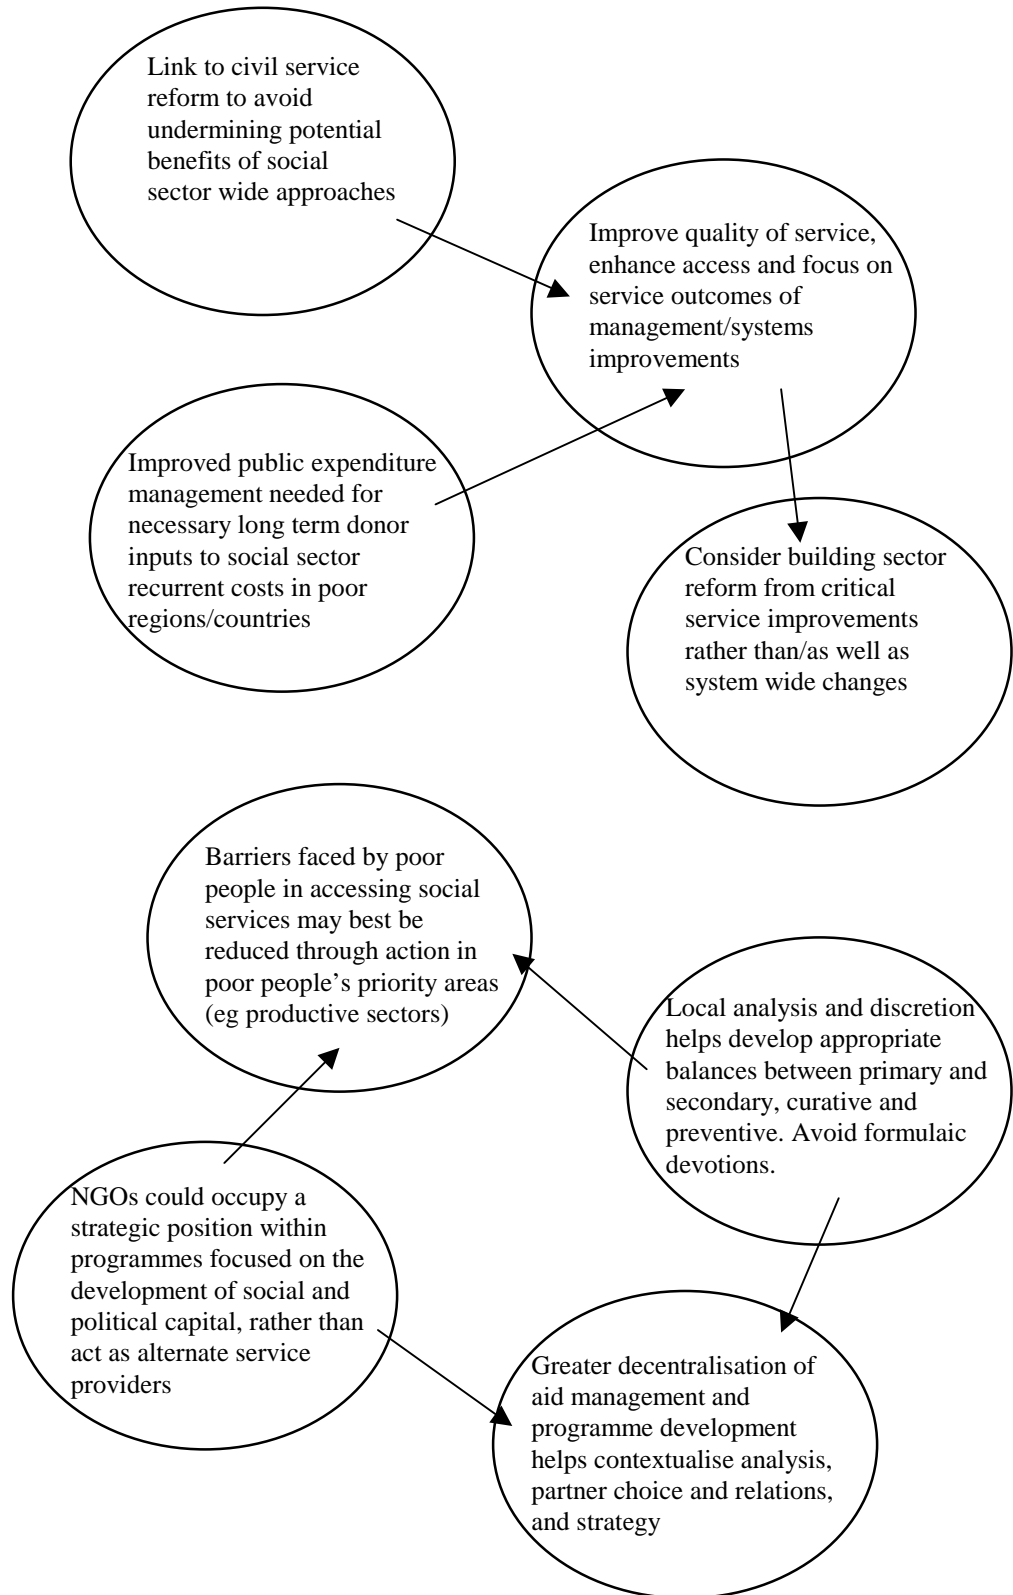 Link to civil service
reform to avoid
undermining potential
benefits of social
sector wide approaches
Improve quality of service,
enhance access and focus on
service outcomes of
management/systems
improvements
Improved public expenditure
management needed for
necessary long term donor
inputs to social sector
recurrent costs in poor
regions/countries
Consider building sector
reform from critical
service improvements
rather than/as well as
system wide changes
Barriers faced by poor
people in accessing social
services may best be
reduced through action in
poor people’s priority areas
(eg productive sectors)
Local analysis and discretion
helps develop appropriate
balances between primary and
secondary, curative and
preventive. Avoid formulaic
devotions.
NGOs could occupy a
strategic position within
programmes focused on the
development of social and
political capital, rather than
act as alternate service
providers
Greater decentralisation of
aid management and
programme development
helps contextualise analysis,
partner choice and relations,
and strategy